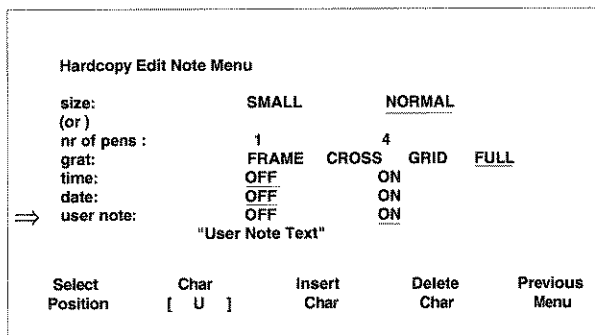 Hardcopy Edit Note Menu
size: SMALL NORMAL
(or )
nr of pens : 1 4
grat: FRAME CROSS GRID FULL
time: OFF ON
date: OFF ON
⇒ user note: OFF ON
"User Note Text"
Select Char Insert Delete Previous
Position [ U ] Char Char Menu